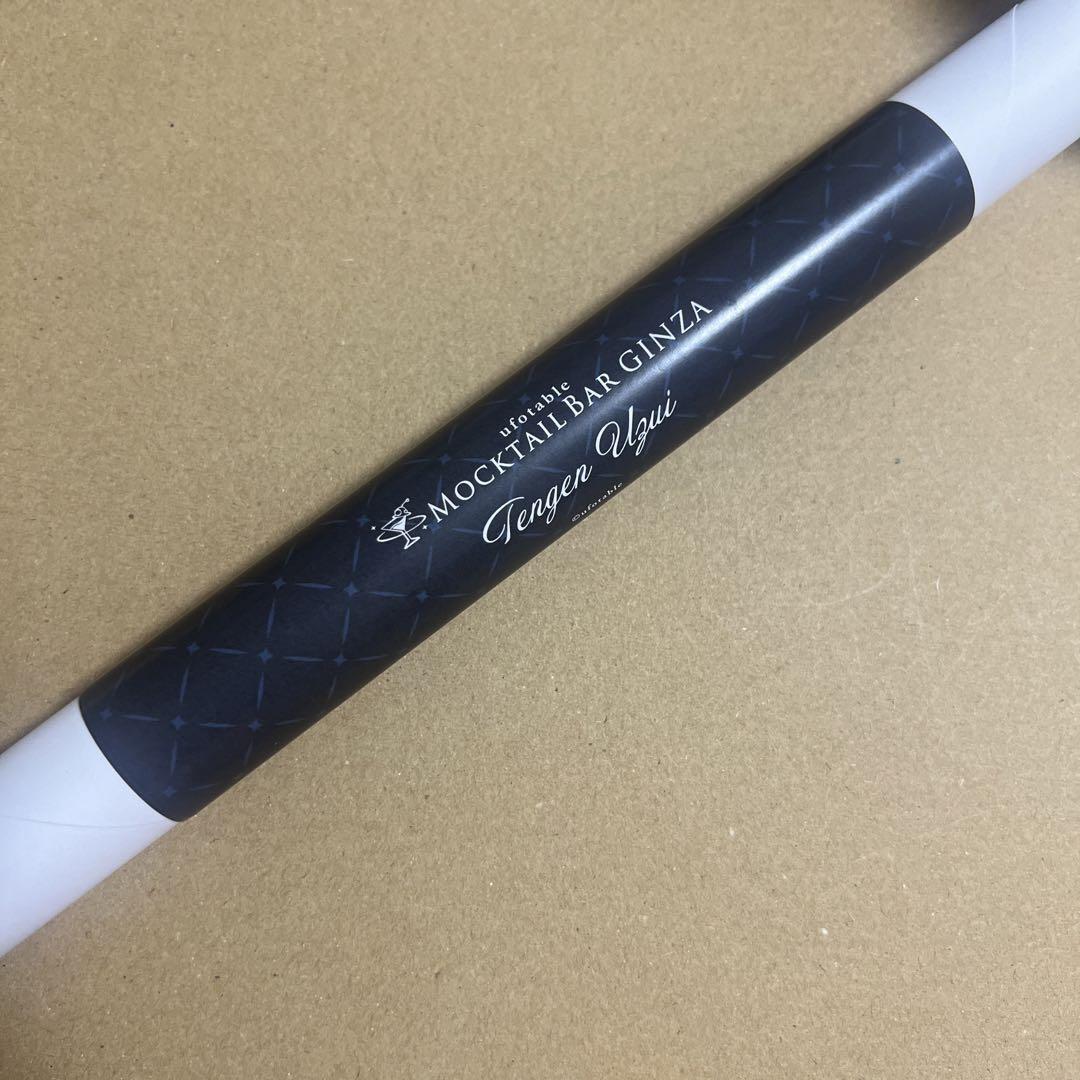 ufotable
MOCKTAIL BAR GINZA
Tengen Uzui
©ufotable